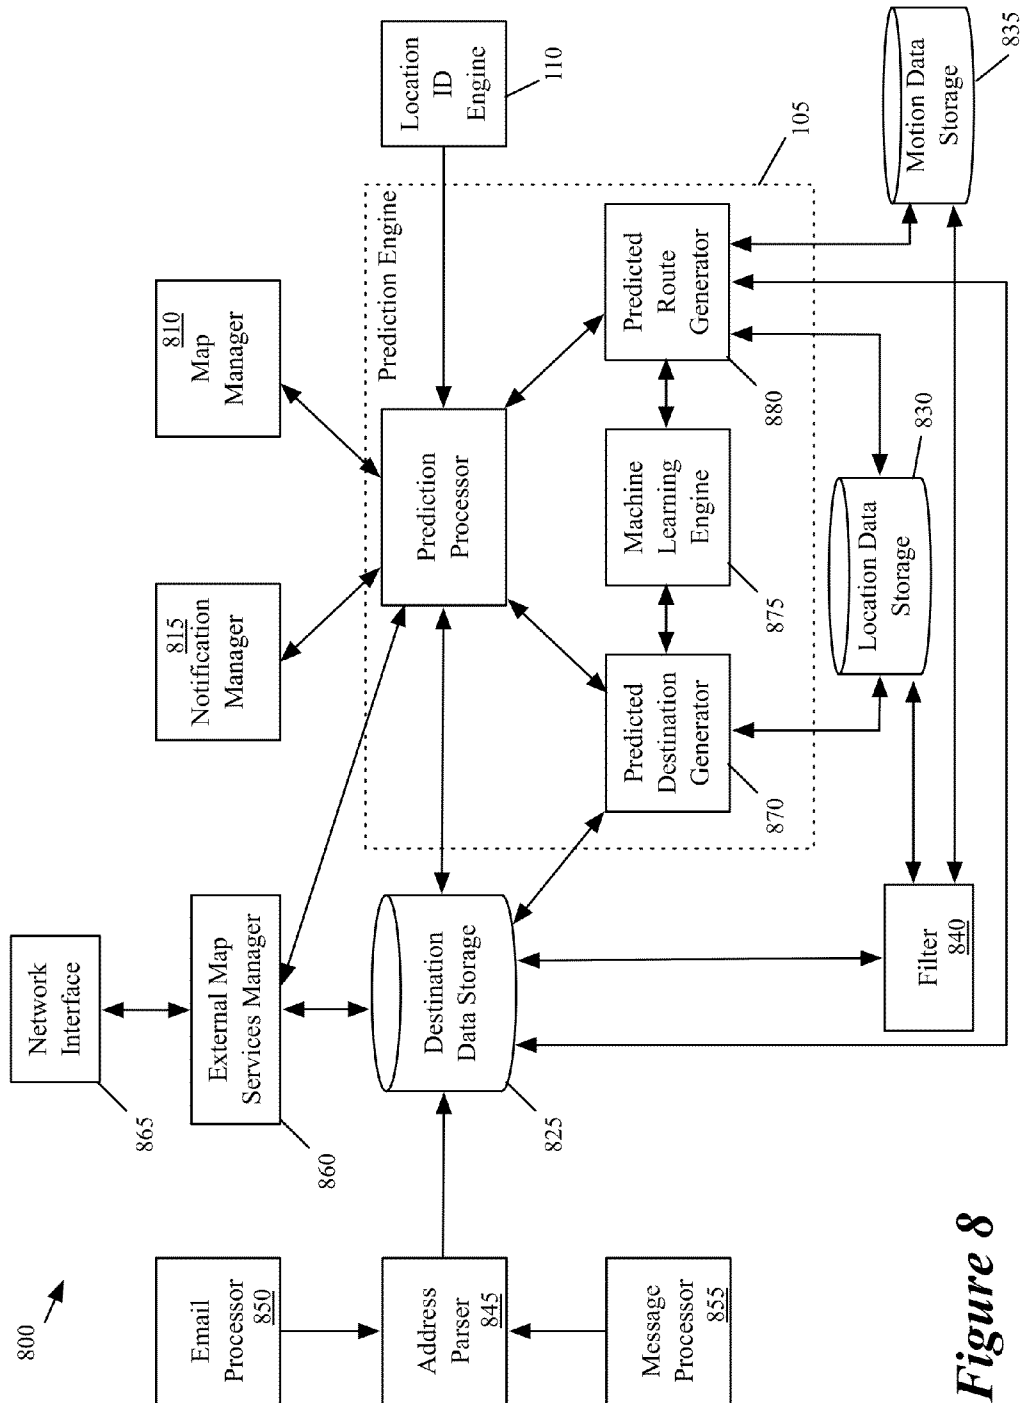 800
Email
Processor
850
Address
Parser
845
Message
Processor
855
Network
Interface
865
External Map
Services Manager
860
Destination
Data Storage
825
Filter
840
815
Notification
Manager
810
Map
Manager
Prediction Engine
Prediction
Processor
Predicted
Destination
Generator
870
Machine
Learning
Engine
875
Predicted
Route
Generator
880
105
Location
ID
Engine
110
Location Data
Storage
830
Motion Data
Storage
835
Figure 8